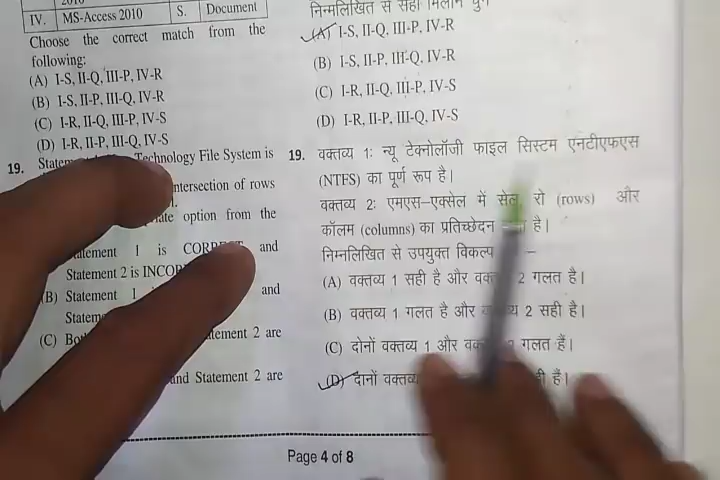 IV. MS-Access 2010 S. Document
Choose the correct match from the
following:
(A) I-S, II-Q, III-P, IV-R
(B) I-S, II-P, III-Q, IV-R
(C) I-R, II-Q, III-P, IV-S
(D) I-R, II-P, III-Q, IV-S
19. Technology File System is
intersection of rows
option from the
1 is and
Statement 2 is
(B) Statement 1 and
(C) 2 are
and Statement 2 are
निम्नलिखित से सही
(A) I-S, II-Q, III-P, IV-R
(B) I-S, II-P, III-Q, IV-R
(C) I-R, II-Q, III-P, IV-S
(D) I-R, II-P, III-Q, IV-S
19. वक्तव्य 1: न्यू टेक्नोलॉजी फाइल सिस्टम एनटीएफएस
(NTFS) का पूर्ण रूप है।
वक्तव्य 2: एमएस–एक्सेल में सेल, रो (rows) और
कॉलम (columns) का प्रतिच्छेदन है।
निम्नलिखित से उपयुक्त विकल्प –
(A) वक्तव्य 1 सही है और 2 गलत है।
(B) वक्तव्य 1 गलत है और 2 सही है।
(C) दोनों वक्तव्य 1 और गलत हैं।
(D) दोनों वक्तव्य हैं।
Page 4 of 8